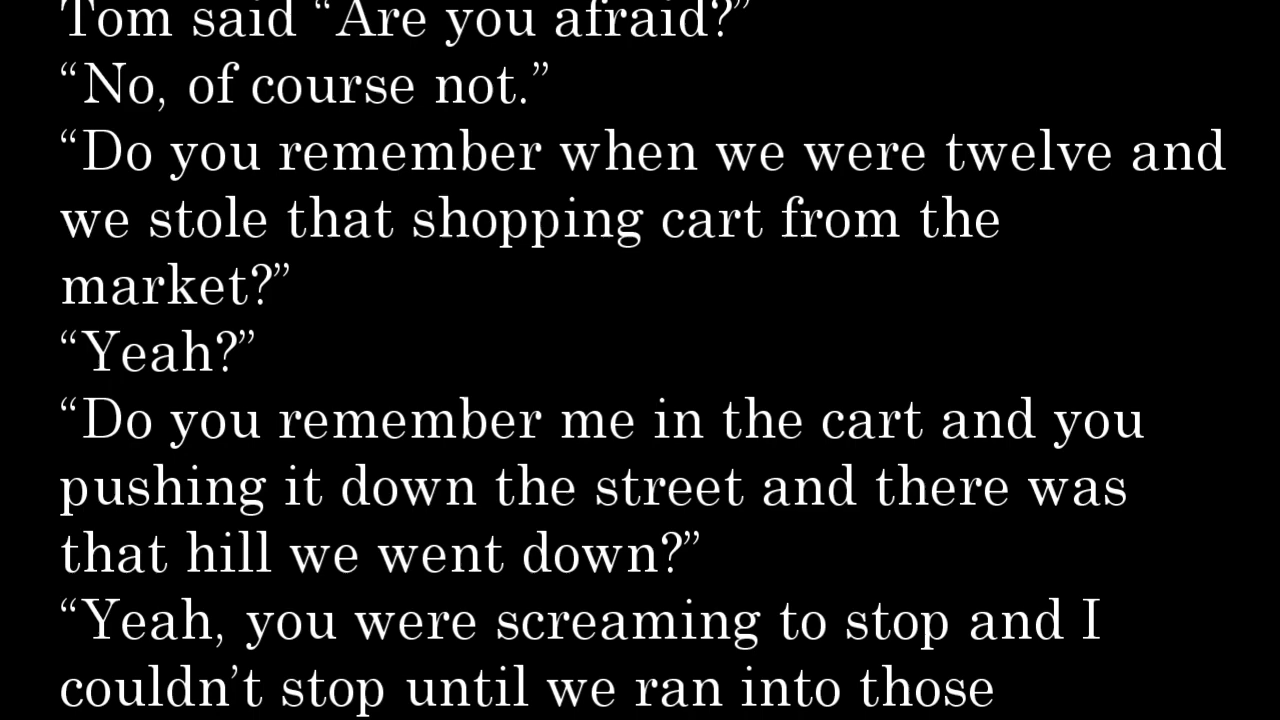 Tom said “Are you afraid?”
“No, of course not.”
“Do you remember when we were twelve and
we stole that shopping cart from the
market?”
“Yeah?”
“Do you remember me in the cart and you
pushing it down the street and there was
that hill we went down?”
“Yeah, you were screaming to stop and I
couldn’t stop until we ran into those